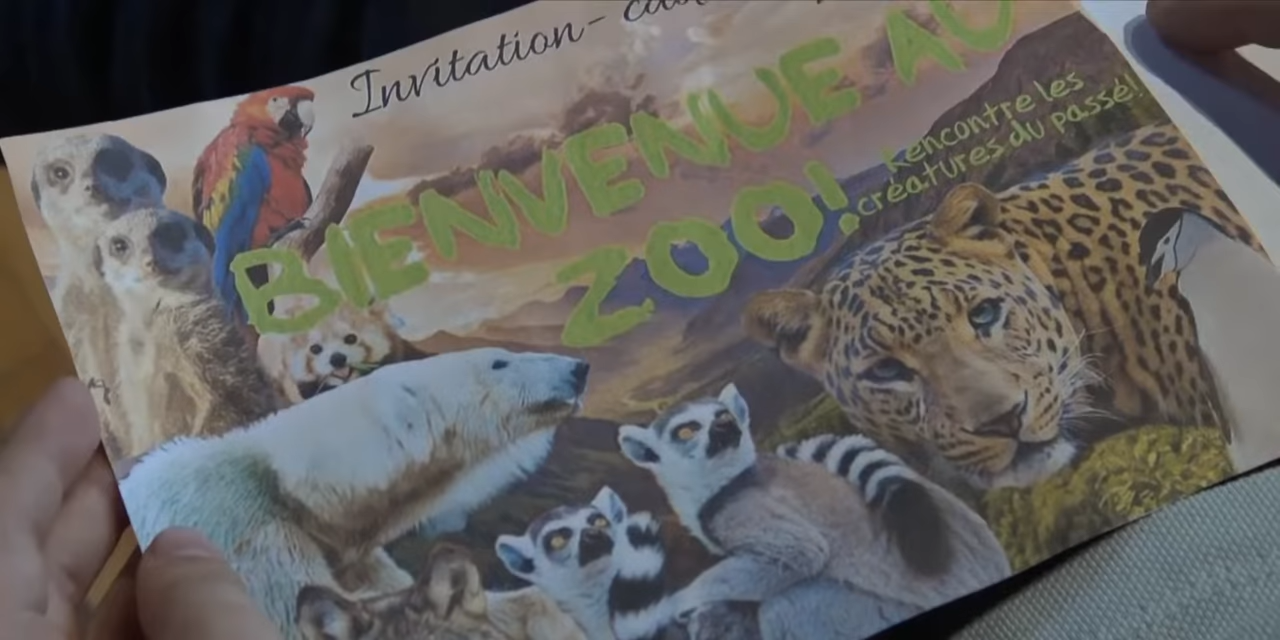 Invitation-
BIENVENUE AU
ZOO!
Rencontre les
créatures du passé!